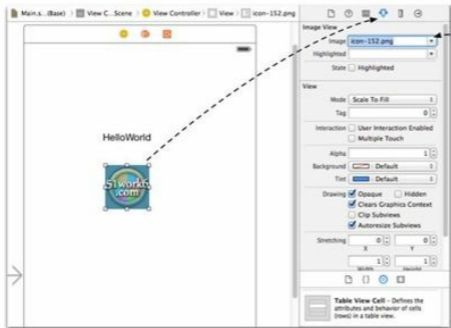 Main.s...(Base) View C...Scene View Controller View icon-152.png
HelloWorld
51work6
.com
Image View
Image icon-152.png
Highlighted
State Highlighted
View
Mode Scale To Fill
Tag 0
Interaction User Interaction Enabled
Multiple Touch
Alpha 1
Background Default
Tint Default
Drawing Opaque Hidden
Clears Graphics Context
Clip Subviews
Autoresize Subviews
Stretching 0 0
X Y
1 1
Width Height
Table View Cell - Defines the
attributes and behavior of cells
(rows) in a table view.